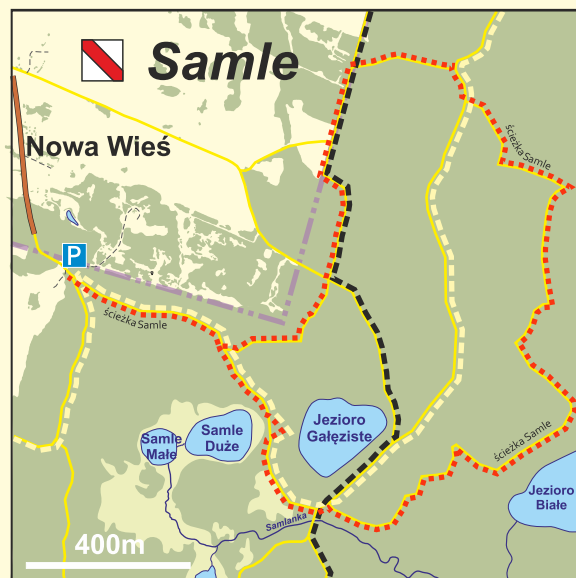 Samle
Nowa Wieś
P
ścieżka Samle
ścieżka Samle
Samle
Małe
Samle
Duże
Jezioro
Gałęziste
ścieżka Samle
Jezioro
Białe
Samlanka
400m